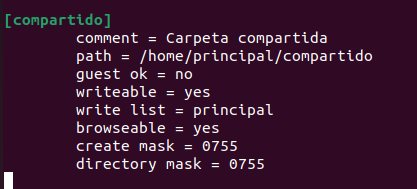 [compartido]
comment = Carpeta compartida
path = /home/principal/compartido
guest ok = no
writeable = yes
write list = principal
browseable = yes
create mask = 0755
directory mask = 0755